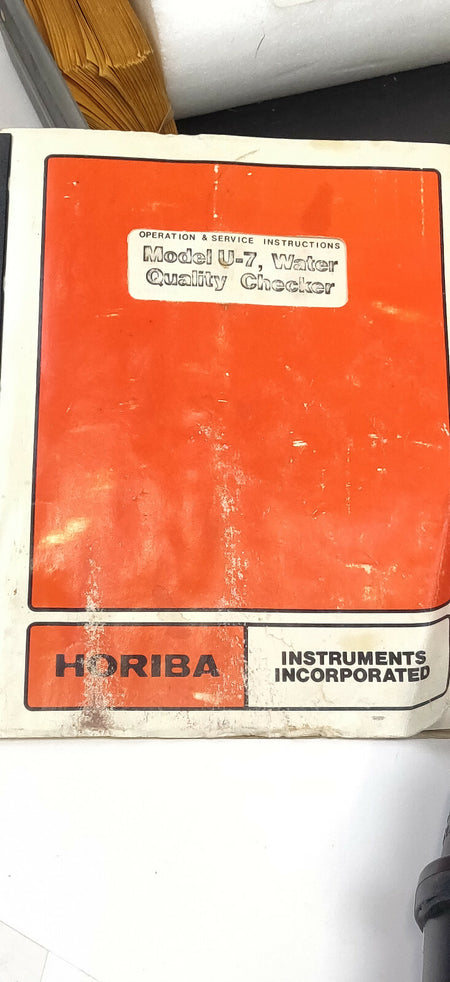 OPERATION & SERVICE INSTRUCTIONS
Model U-7, Water
Quality Checker
HORIBA
INSTRUMENTS
INCORPORATED